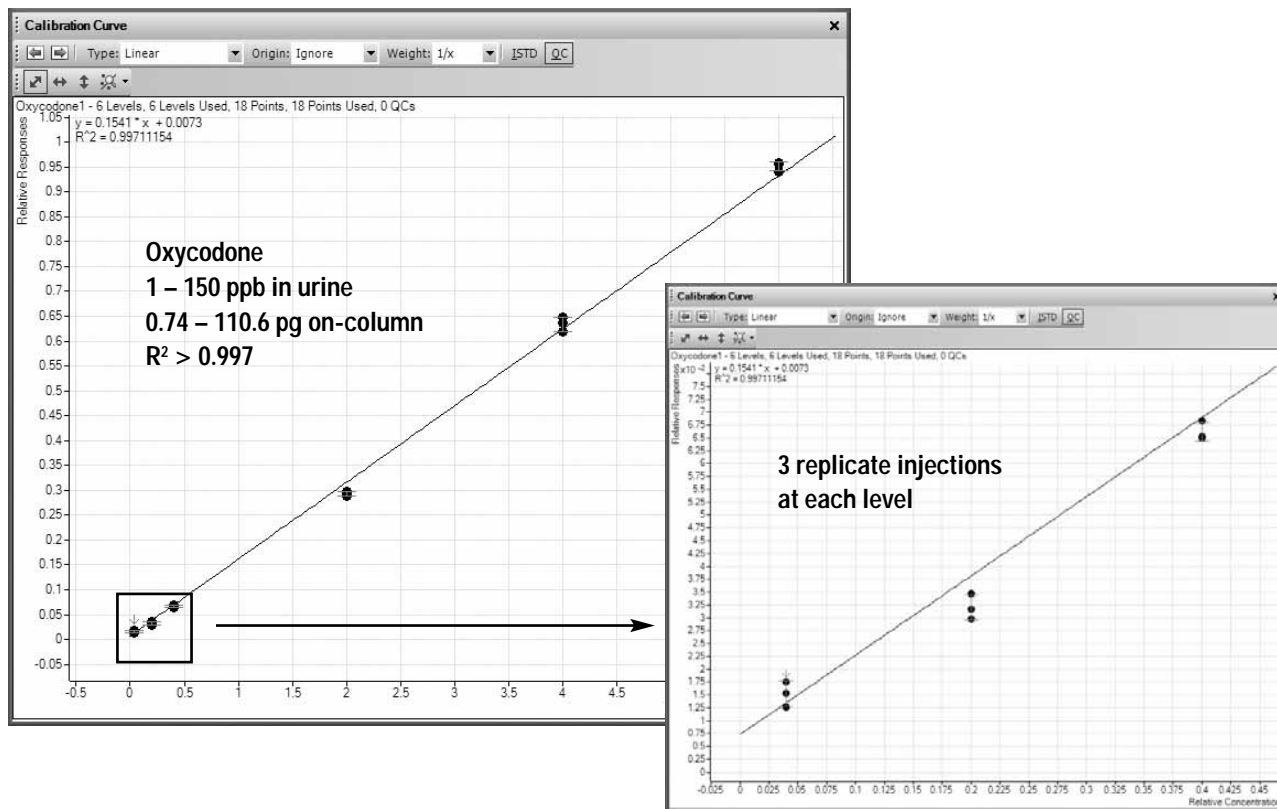 Calibration Curve
Type: Linear Origin: Ignore Weight: 1/x ISTD QC
Oxycodone1 - 6 Levels, 6 Levels Used, 18 Points, 18 Points Used, 0 QCs
y = 0.1541 * x + 0.0073
R^2 = 0.99711154
Relative Responses
1.05
1
0.95
0.9
0.85
0.8
0.75
0.7
0.65
0.6
0.55
0.5
0.45
0.4
0.35
0.3
0.25
0.2
0.15
0.1
0.05
0
-0.05
Oxycodone
1 – 150 ppb in urine
0.74 – 110.6 pg on-column
R² > 0.997
-0.5 0 0.5 1 1.5 2 2.5 3 3.5 4 4.5
Calibration Curve
Type: Linear Origin: Ignore Weight: 1/x ISTD QC
Oxycodone1 - 6 Levels, 6 Levels Used, 18 Points, 18 Points Used, 0 QCs
x10 -2
y = 0.1541 * x + 0.0073
R^2 = 0.99711154
Relative Responses
7.5
7.25
7
6.75
6.5
6.25
6
5.75
5.5
5.25
5
4.75
4.5
4.25
4
3.75
3.5
3.25
3
2.75
2.5
2.25
2
1.75
1.5
1.25
1
0.75
0.5
0.25
0
3 replicate injections
at each level
-0.025 0 0.025 0.05 0.075 0.1 0.125 0.15 0.175 0.2 0.225 0.25 0.275 0.3 0.325 0.35 0.375 0.4 0.425 0.45
Relative Concentratio